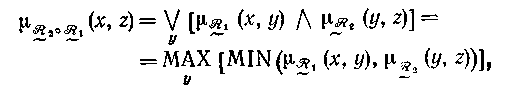 μ_{ℛ₂∘ℛ₁} (x, z) = ⋁_y [μ_{ℛ₁} (x, y) ⋀ μ_{ℛ₂} (y, z)] =
= MAX_y [MIN (μ_{ℛ₁} (x, y), μ_{ℛ₂} (y, z))],